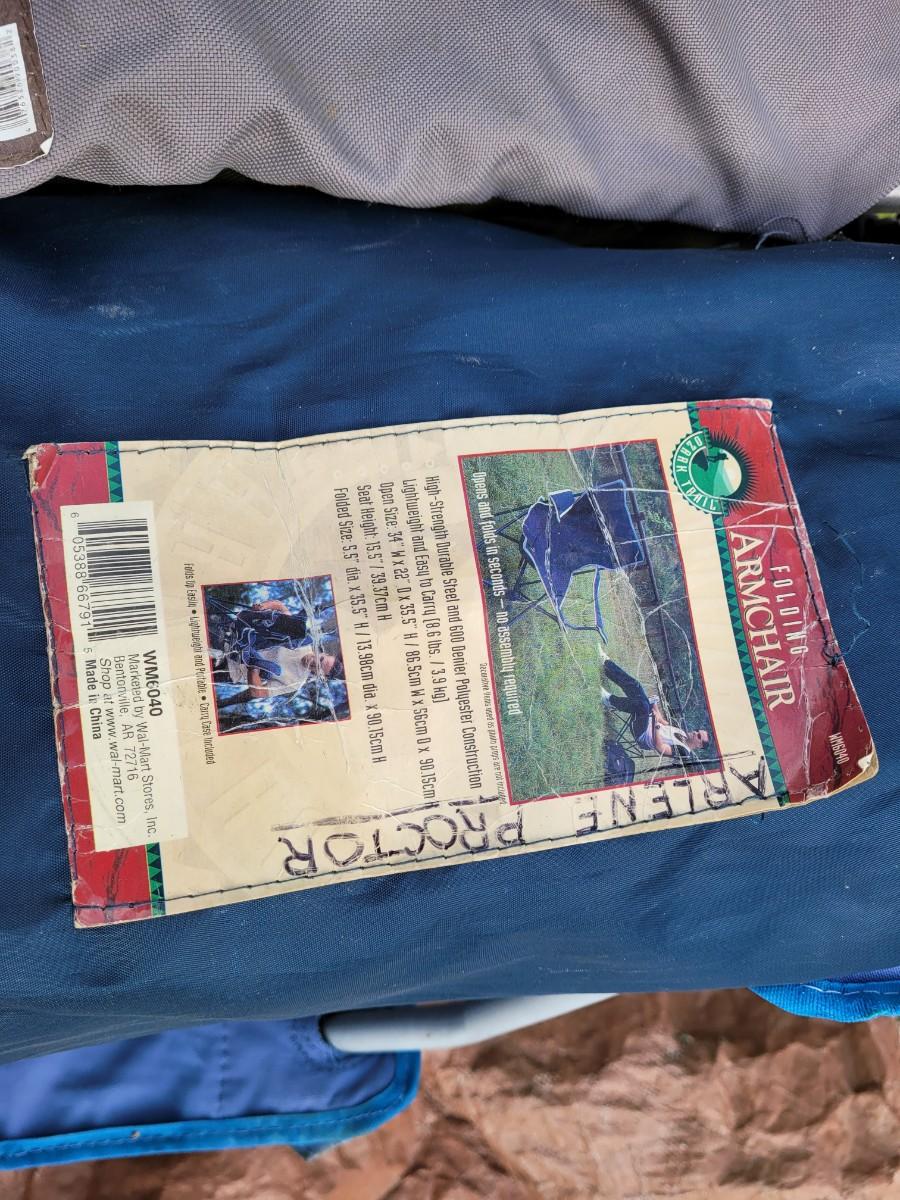 OZARK TRAIL
FOLDING
ARMCHAIR
WM6040
Opens and folds in seconds – no assembly required
High-Strength Durable Steel and 600 Denier Polyester Construction
Lightweight and Easy to Carry (8.6 lbs. / 3.9 kg)
Open Size: 34" W x 22" D x 35.5" H / 86.5cm W x 56cm D x 90.15cm H
Seat Height: 15.5" / 39.37cm H
Folded Size: 5.5" dia. x 35.5" H / 13.98cm dia. x 90.15cm H
Folds Up Easily • Lightweight and Portable • Carry Case Included
6 05388 66791 5
WM6040
Marketed by Wal-Mart Stores, Inc.
Bentonville, AR 72716
Shop at www.wal-mart.com
Made in China
ARLENE PROCTOR